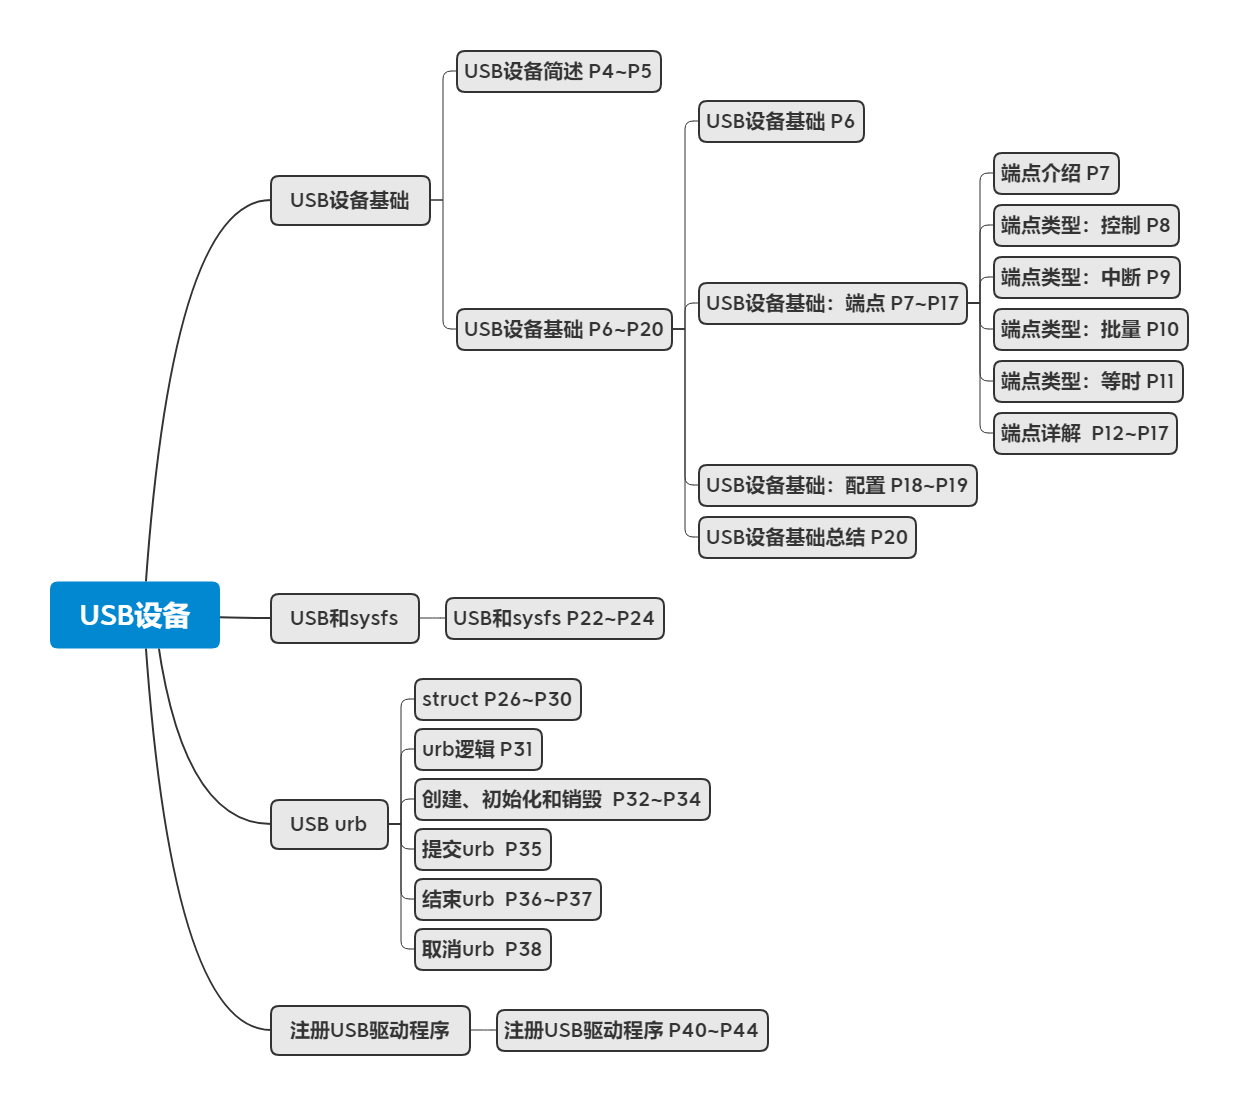 USB设备
USB设备基础
USB设备简述 P4~P5
USB设备基础 P6~P20
USB设备基础 P6
USB设备基础：端点 P7~P17
端点介绍 P7
端点类型：控制 P8
端点类型：中断 P9
端点类型：批量 P10
端点类型：等时 P11
端点详解  P12~P17
USB设备基础：配置 P18~P19
USB设备基础总结 P20
USB和sysfs
USB和sysfs P22~P24
USB urb
struct P26~P30
urb逻辑 P31
创建、初始化和销毁  P32~P34
提交urb  P35
结束urb  P36~P37
取消urb  P38
注册USB驱动程序
注册USB驱动程序 P40~P44